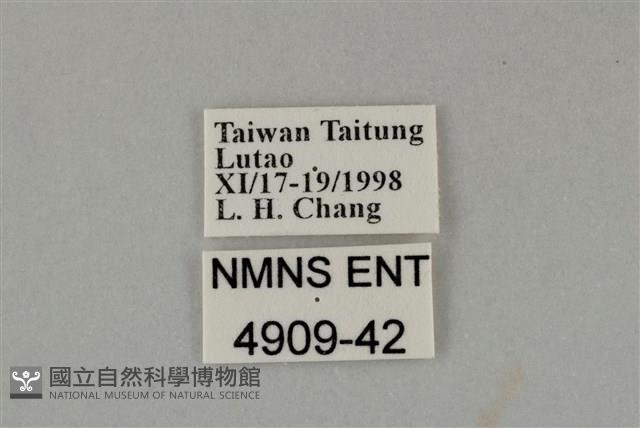 Taiwan Taitung
Lutao
XI/17-19/1998
L. H. Chang
NMNS ENT
4909-42
國立自然科學博物館
NATIONAL MUSEUM OF NATURAL SCIENCE